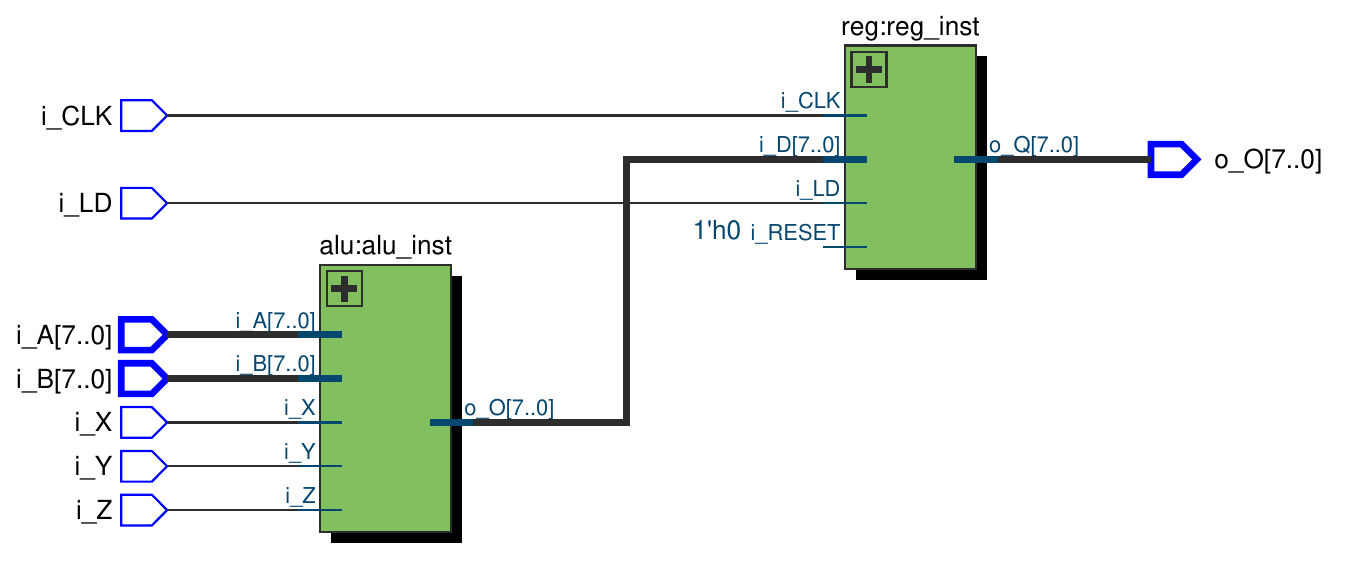 reg:reg_inst
i_CLK
i_CLK
i_D[7..0]
o_Q[7..0]
o_O[7..0]
i_LD
i_LD
1'h0 i_RESET
alu:alu_inst
i_A[7..0]
i_A[7..0]
i_B[7..0]
i_B[7..0]
i_X
i_X
o_O[7..0]
i_Y
i_Y
i_Z
i_Z